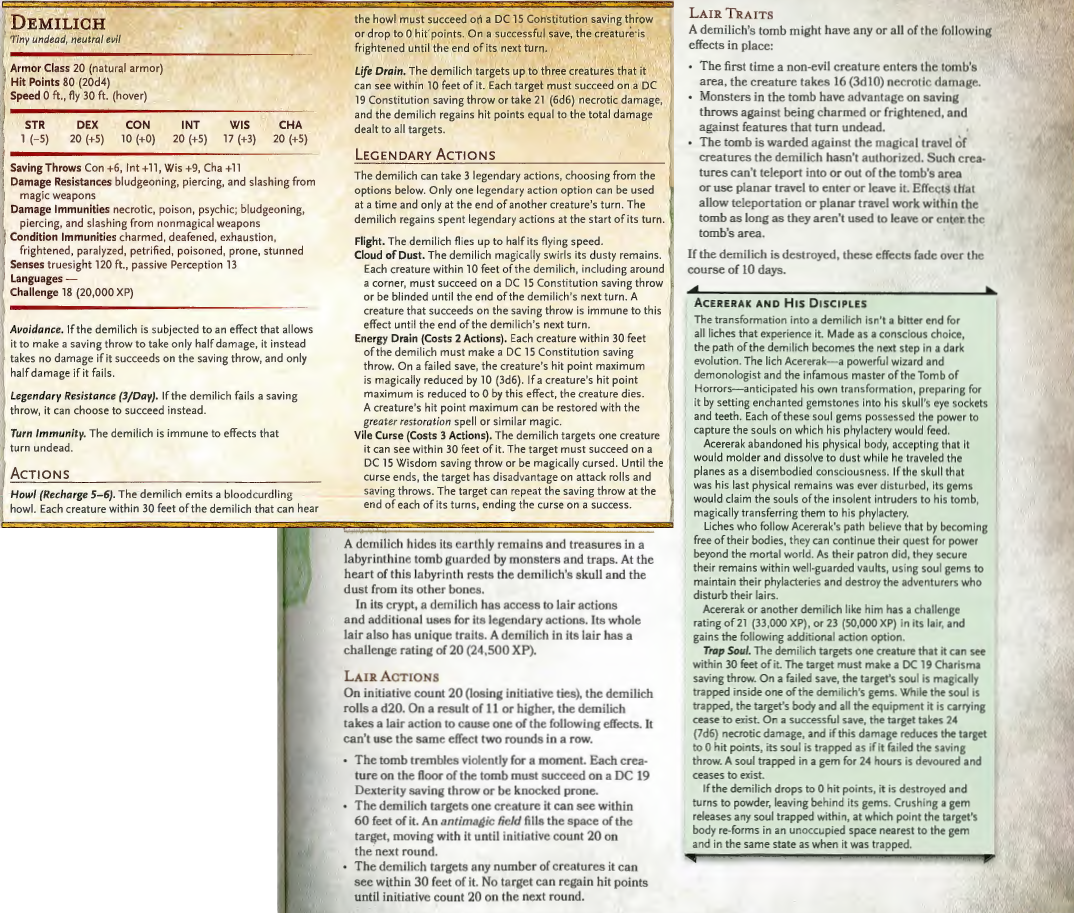 DEMILICH
Tiny undead, neutral evil
Armor Class 20 (natural armor)
Hit Points 80 (20d4)
Speed 0 ft., fly 30 ft. (hover)
STR DEX CON INT WIS CHA
1 (−5) 20 (+5) 10 (+0) 20 (+5) 17 (+3) 20 (+5)
Saving Throws Con +6, Int +11, Wis +9, Cha +11
Damage Resistances bludgeoning, piercing, and slashing from
magic weapons
Damage Immunities necrotic, poison, psychic; bludgeoning,
piercing, and slashing from nonmagical weapons
Condition Immunities charmed, deafened, exhaustion,
frightened, paralyzed, petrified, poisoned, prone, stunned
Senses truesight 120 ft., passive Perception 13
Languages —
Challenge 18 (20,000 XP)
Avoidance. If the demilich is subjected to an effect that allows
it to make a saving throw to take only half damage, it instead
takes no damage if it succeeds on the saving throw, and only
half damage if it fails.
Legendary Resistance (3/Day). If the demilich fails a saving
throw, it can choose to succeed instead.
Turn Immunity. The demilich is immune to effects that
turn undead.
ACTIONS
Howl (Recharge 5–6). The demilich emits a bloodcurdling
howl. Each creature within 30 feet of the demilich that can hear
the howl must succeed on a DC 15 Constitution saving throw
or drop to 0 hit points. On a successful save, the creature is
frightened until the end of its next turn.
Life Drain. The demilich targets up to three creatures that it
can see within 10 feet of it. Each target must succeed on a DC
19 Constitution saving throw or take 21 (6d6) necrotic damage,
and the demilich regains hit points equal to the total damage
dealt to all targets.
LEGENDARY ACTIONS
The demilich can take 3 legendary actions, choosing from the
options below. Only one legendary action option can be used
at a time and only at the end of another creature's turn. The
demilich regains spent legendary actions at the start of its turn.
Flight. The demilich flies up to half its flying speed.
Cloud of Dust. The demilich magically swirls its dusty remains.
Each creature within 10 feet of the demilich, including around
a corner, must succeed on a DC 15 Constitution saving throw
or be blinded until the end of the demilich's next turn. A
creature that succeeds on the saving throw is immune to this
effect until the end of the demilich's next turn.
Energy Drain (Costs 2 Actions). Each creature within 30 feet
of the demilich must make a DC 15 Constitution saving
throw. On a failed save, the creature's hit point maximum
is magically reduced by 10 (3d6). If a creature's hit point
maximum is reduced to 0 by this effect, the creature dies.
A creature's hit point maximum can be restored with the
greater restoration spell or similar magic.
Vile Curse (Costs 3 Actions). The demilich targets one creature
it can see within 30 feet of it. The target must succeed on a
DC 15 Wisdom saving throw or be magically cursed. Until the
curse ends, the target has disadvantage on attack rolls and
saving throws. The target can repeat the saving throw at the
end of each of its turns, ending the curse on a success.
A demilich hides its earthly remains and treasures in a
labyrinthine tomb guarded by monsters and traps. At the
heart of this labyrinth rests the demilich's skull and the
dust from its other bones.
In its crypt, a demilich has access to lair actions
and additional uses for its legendary actions. Its whole
lair also has unique traits. A demilich in its lair has a
challenge rating of 20 (24,500 XP).
LAIR ACTIONS
On initiative count 20 (losing initiative ties), the demilich
rolls a d20. On a result of 11 or higher, the demilich
takes a lair action to cause one of the following effects. It
can't use the same effect two rounds in a row.
• The tomb trembles violently for a moment. Each crea-
ture on the floor of the tomb must succeed on a DC 19
Dexterity saving throw or be knocked prone.
• The demilich targets one creature it can see within
60 feet of it. An antimagic field fills the space of the
target, moving with it until initiative count 20 on
the next round.
• The demilich targets any number of creatures it can
see within 30 feet of it. No target can regain hit points
until initiative count 20 on the next round.
LAIR TRAITS
A demilich's tomb might have any or all of the following
effects in place:
• The first time a non-evil creature enters the tomb's
area, the creature takes 16 (3d10) necrotic damage.
• Monsters in the tomb have advantage on saving
throws against being charmed or frightened, and
against features that turn undead.
• The tomb is warded against the magical travel of
creatures the demilich hasn't authorized. Such crea-
tures can't teleport into or out of the tomb's area
or use planar travel to enter or leave it. Effects that
allow teleportation or planar travel work within the
tomb as long as they aren't used to leave or enter the
tomb's area.
If the demilich is destroyed, these effects fade over the
course of 10 days.
ACERERAK AND HIS DISCIPLES
The transformation into a demilich isn't a bitter end for
all liches that experience it. Made as a conscious choice,
the path of the demilich becomes the next step in a dark
evolution. The lich Acererak—a powerful wizard and
demonologist and the infamous master of the Tomb of
Horrors—anticipated his own transformation, preparing for
it by setting enchanted gemstones into his skull's eye sockets
and teeth. Each of these soul gems possessed the power to
capture the souls on which his phylactery would feed.
Acererak abandoned his physical body, accepting that it
would molder and dissolve to dust while he traveled the
planes as a disembodied consciousness. If the skull that
was his last physical remains was ever disturbed, its gems
would claim the souls of the insolent intruders to his tomb,
magically transferring them to his phylactery.
Liches who follow Acererak's path believe that by becoming
free of their bodies, they can continue their quest for power
beyond the mortal world. As their patron did, they secure
their remains within well-guarded vaults, using soul gems to
maintain their phylacteries and destroy the adventurers who
disturb their lairs.
Acererak or another demilich like him has a challenge
rating of 21 (33,000 XP), or 23 (50,000 XP) in its lair, and
gains the following additional action option.
Trap Soul. The demilich targets one creature that it can see
within 30 feet of it. The target must make a DC 19 Charisma
saving throw. On a failed save, the target's soul is magically
trapped inside one of the demilich's gems. While the soul is
trapped, the target's body and all the equipment it is carrying
cease to exist. On a successful save, the target takes 24
(7d6) necrotic damage, and if this damage reduces the target
to 0 hit points, its soul is trapped as if it failed the saving
throw. A soul trapped in a gem for 24 hours is devoured and
ceases to exist.
If the demilich drops to 0 hit points, it is destroyed and
turns to powder, leaving behind its gems. Crushing a gem
releases any soul trapped within, at which point the target's
body re-forms in an unoccupied space nearest to the gem
and in the same state as when it was trapped.